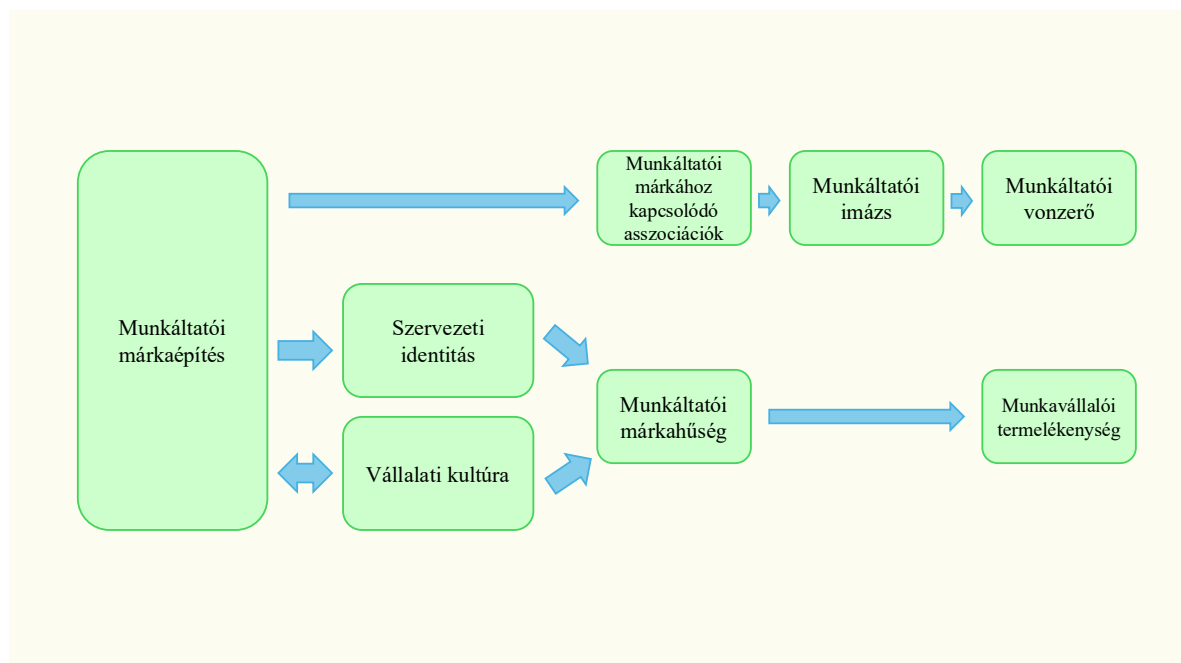 Munkáltatói
márkaépítés
Munkáltatói
márkához
kapcsolódó
asszociációk
Munkáltatói
imázs
Munkáltatói
vonzerő
Szervezeti
identitás
Vállalati kultúra
Munkáltatói
márkahűség
Munkavállalói
termelékenység